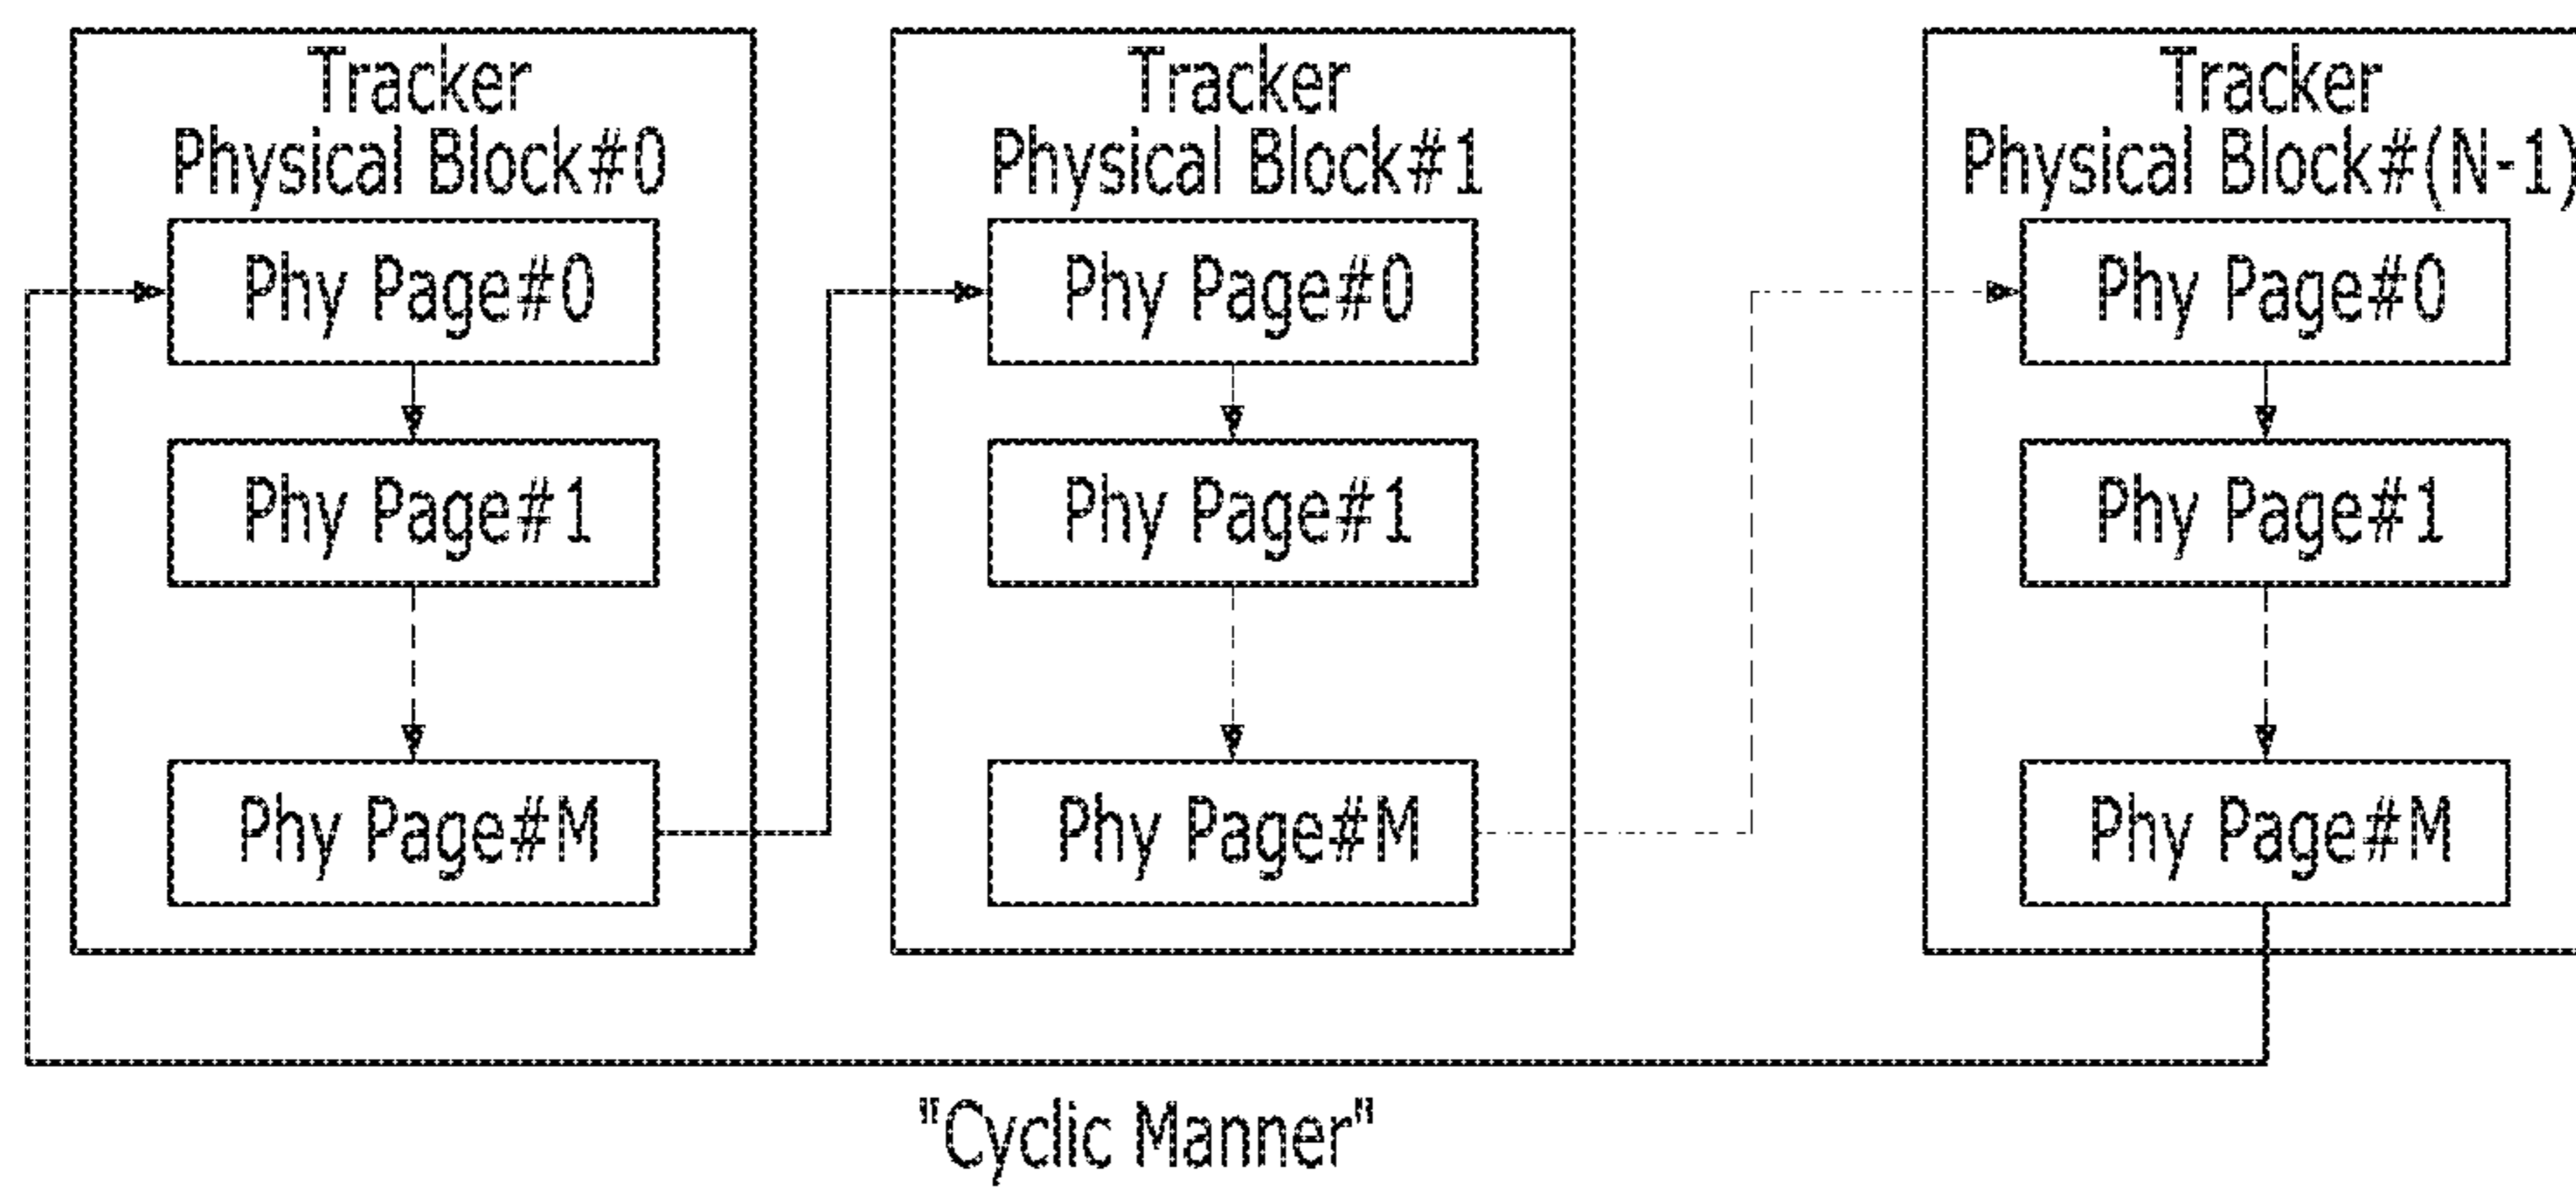 Tracker
Physical Block#0
Phy Page#0
Phy Page#1
Phy Page#M
Tracker
Physical Block#1
Phy Page#0
Phy Page#1
Phy Page#M
Tracker
Physical Block#(N-1)
Phy Page#0
Phy Page#1
Phy Page#M
"Cyclic Manner"